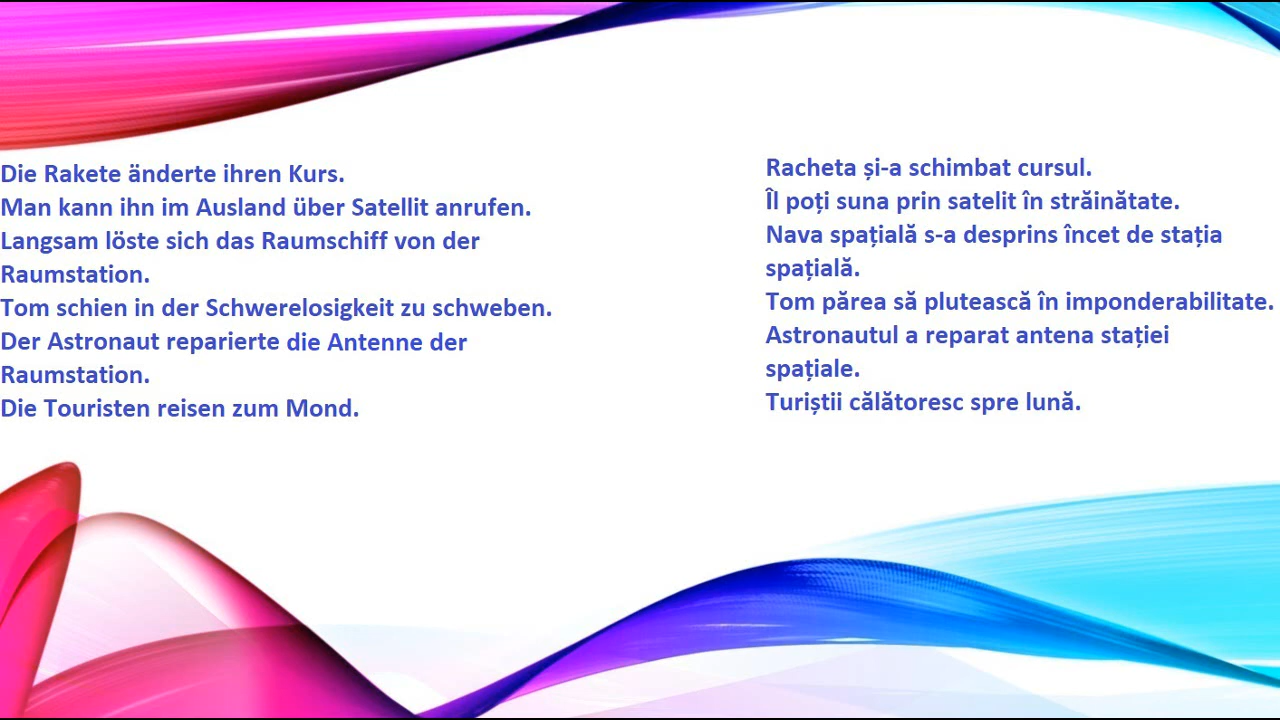 Die Rakete änderte ihren Kurs.
Man kann ihn im Ausland über Satellit anrufen.
Langsam löste sich das Raumschiff von der
Raumstation.
Tom schien in der Schwerelosigkeit zu schweben.
Der Astronaut reparierte die Antenne der
Raumstation.
Die Touristen reisen zum Mond.
Racheta și-a schimbat cursul.
Îl poți suna prin satelit în străinătate.
Nava spațială s-a desprins încet de stația
spațială.
Tom părea să plutească în imponderabilitate.
Astronautul a reparat antena stației
spațiale.
Turiștii călătoresc spre lună.